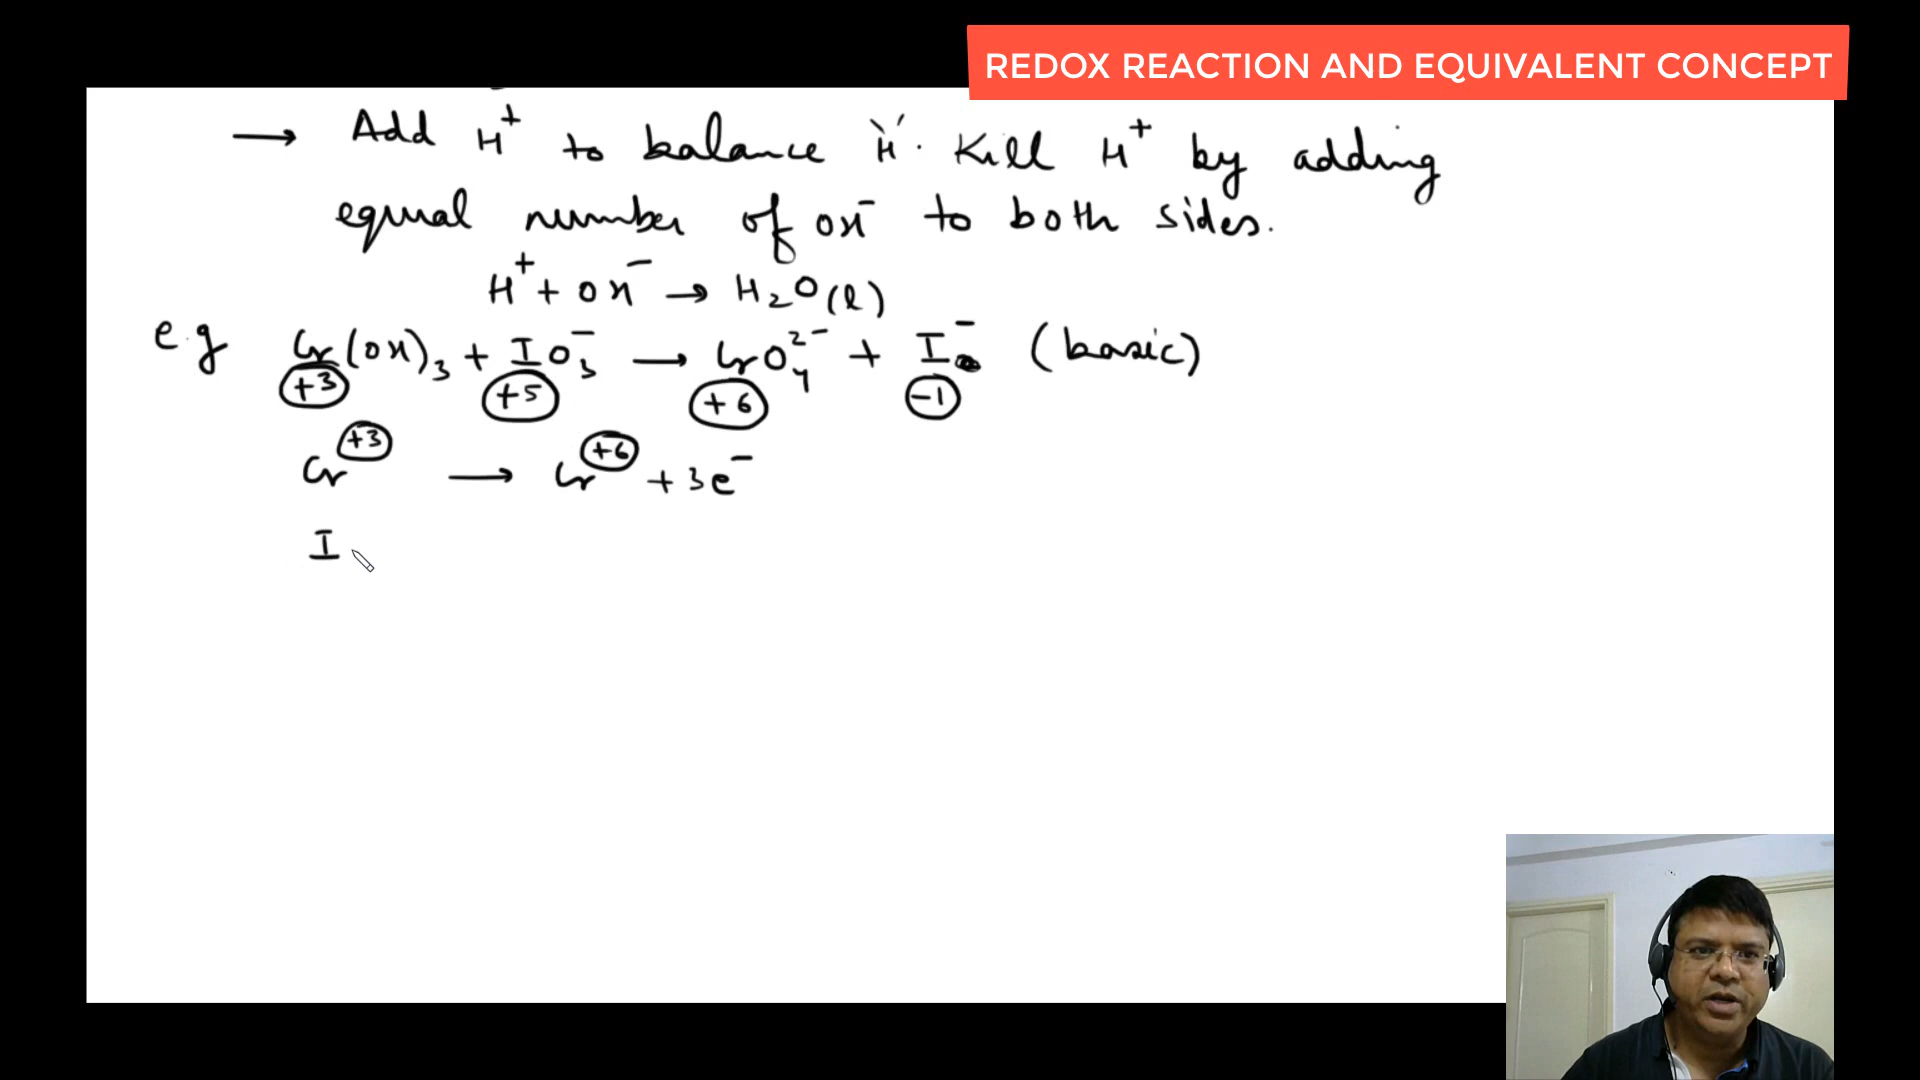 REDOX REACTION AND EQUIVALENT CONCEPT
→ Add H⁺ to balance 'H'. Kill H⁺ by adding
equal number of OH⁻ to both sides.
H⁺ + OH⁻ → H₂O(l)
e.g Cr(OH)₃ + IO₃⁻ → CrO₄²⁻ + I⁻ (basic)
+3 +5 +6 -1
Cr⁺³ → Cr⁺⁶ + 3e⁻
I